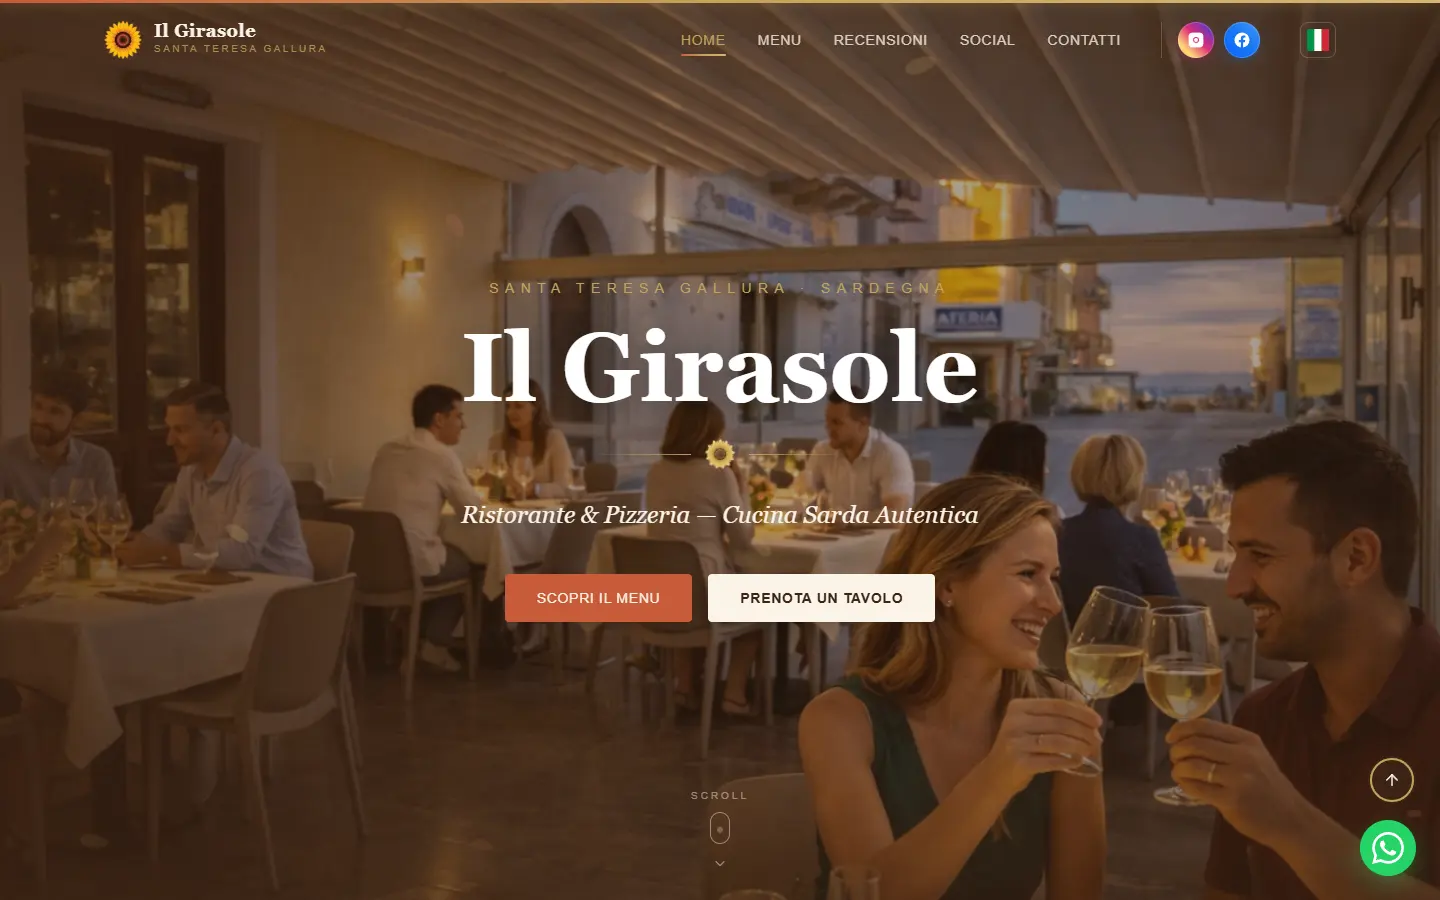 Il Girasole
SANTA TERESA GALLURA
HOME MENU RECENSIONI SOCIAL CONTATTI
SANTA TERESA GALLURA · SARDEGNA
ATERIA
Il Girasole
Ristorante & Pizzeria — Cucina Sarda Autentica
SCOPRI IL MENU PRENOTA UN TAVOLO
SCROLL